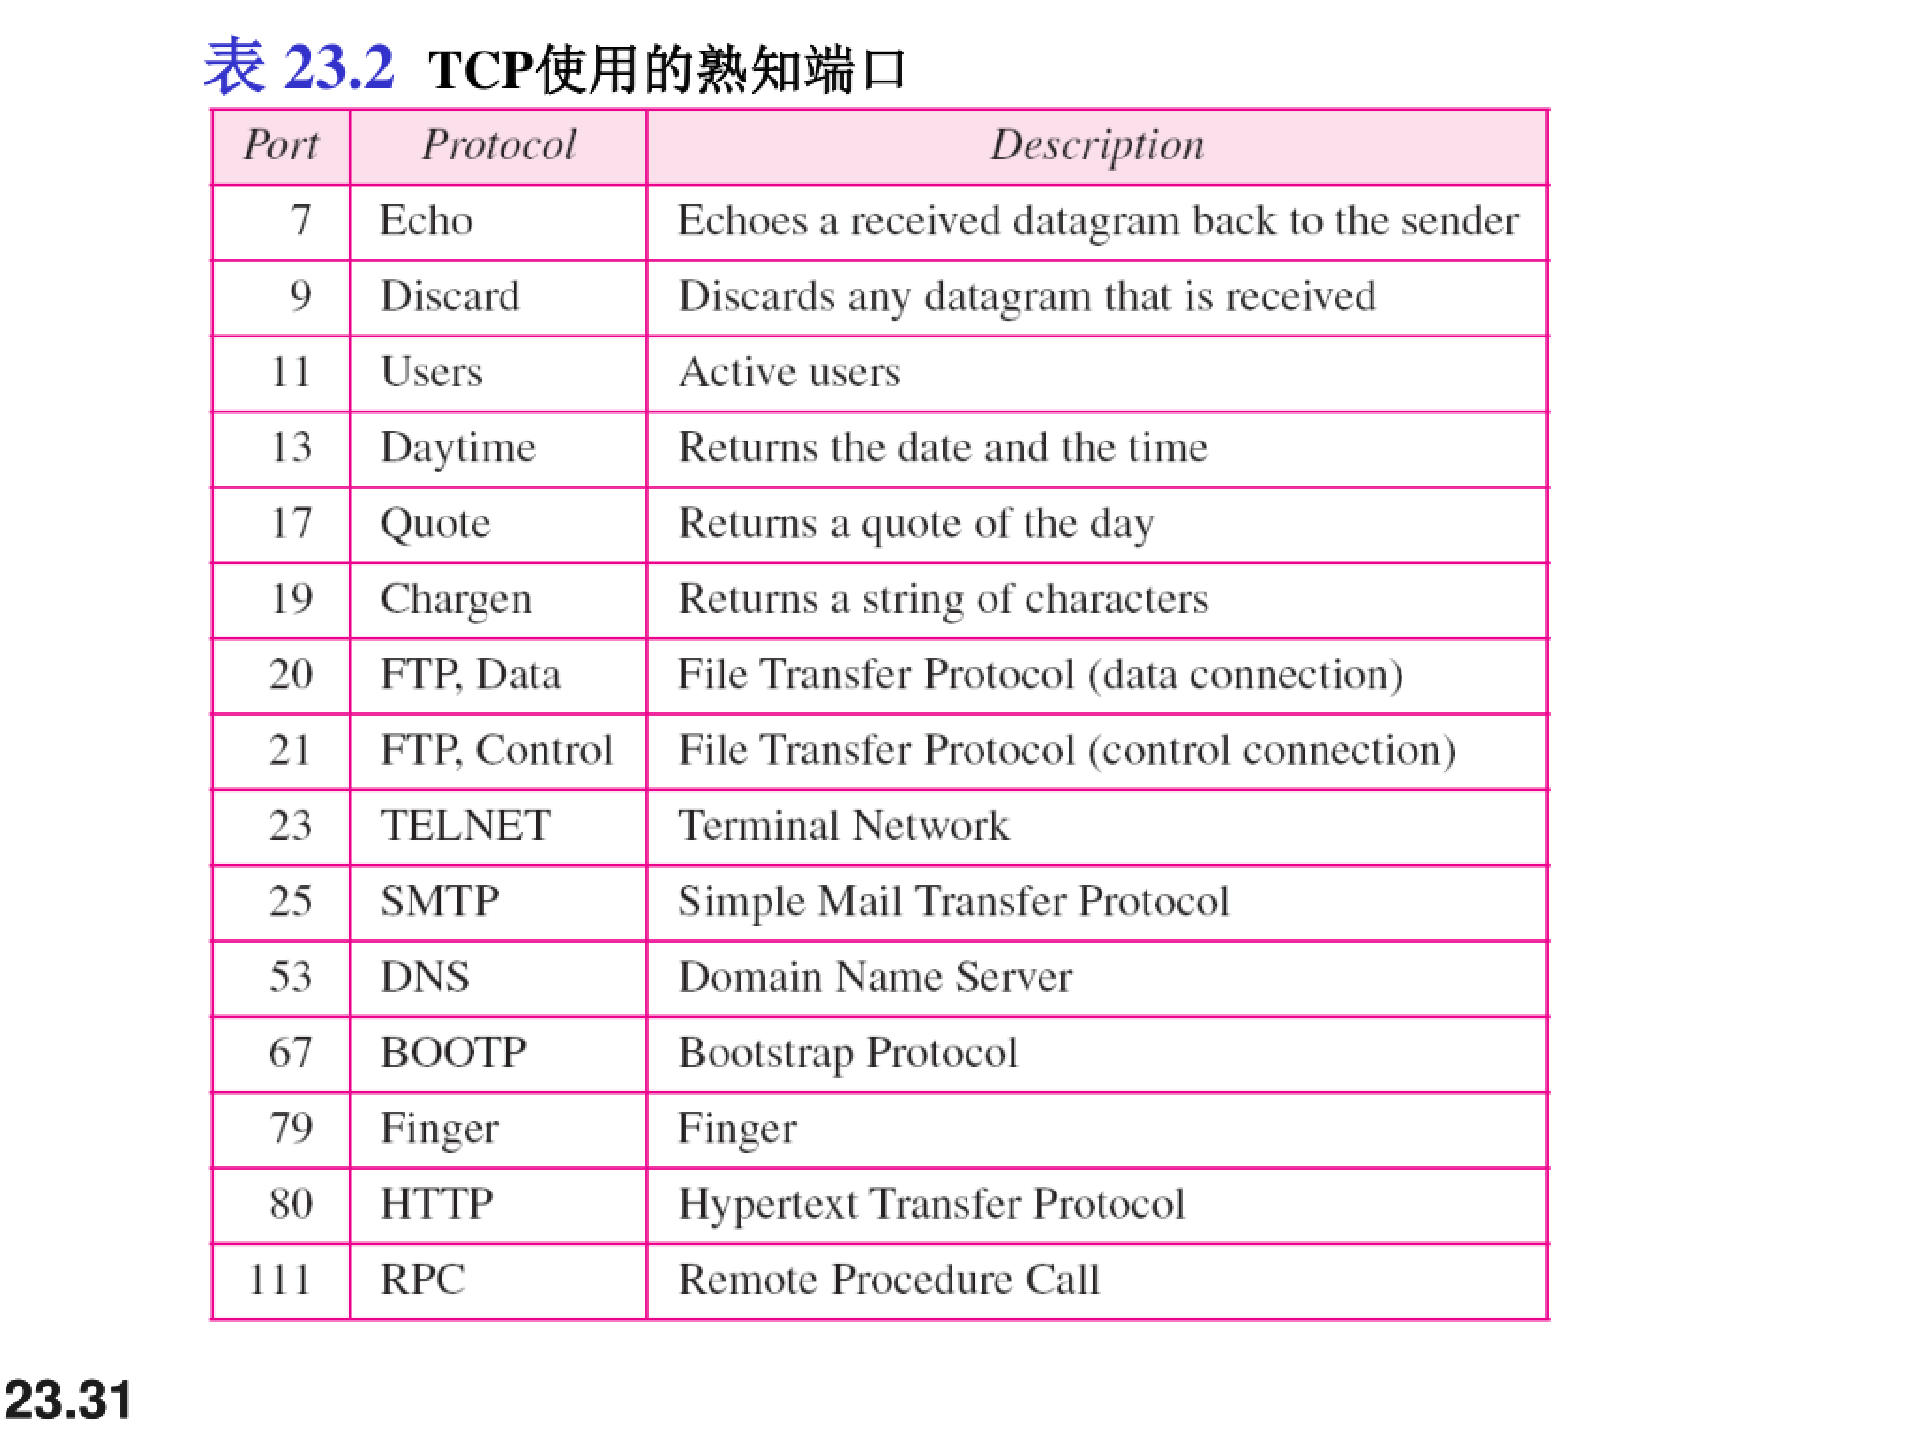 表 23.2 TCP使用的熟知端口
Port Protocol Description
7 Echo Echoes a received datagram back to the sender
9 Discard Discards any datagram that is received
11 Users Active users
13 Daytime Returns the date and the time
17 Quote Returns a quote of the day
19 Chargen Returns a string of characters
20 FTP, Data File Transfer Protocol (data connection)
21 FTP, Control File Transfer Protocol (control connection)
23 TELNET Terminal Network
25 SMTP Simple Mail Transfer Protocol
53 DNS Domain Name Server
67 BOOTP Bootstrap Protocol
79 Finger Finger
80 HTTP Hypertext Transfer Protocol
111 RPC Remote Procedure Call
23.31